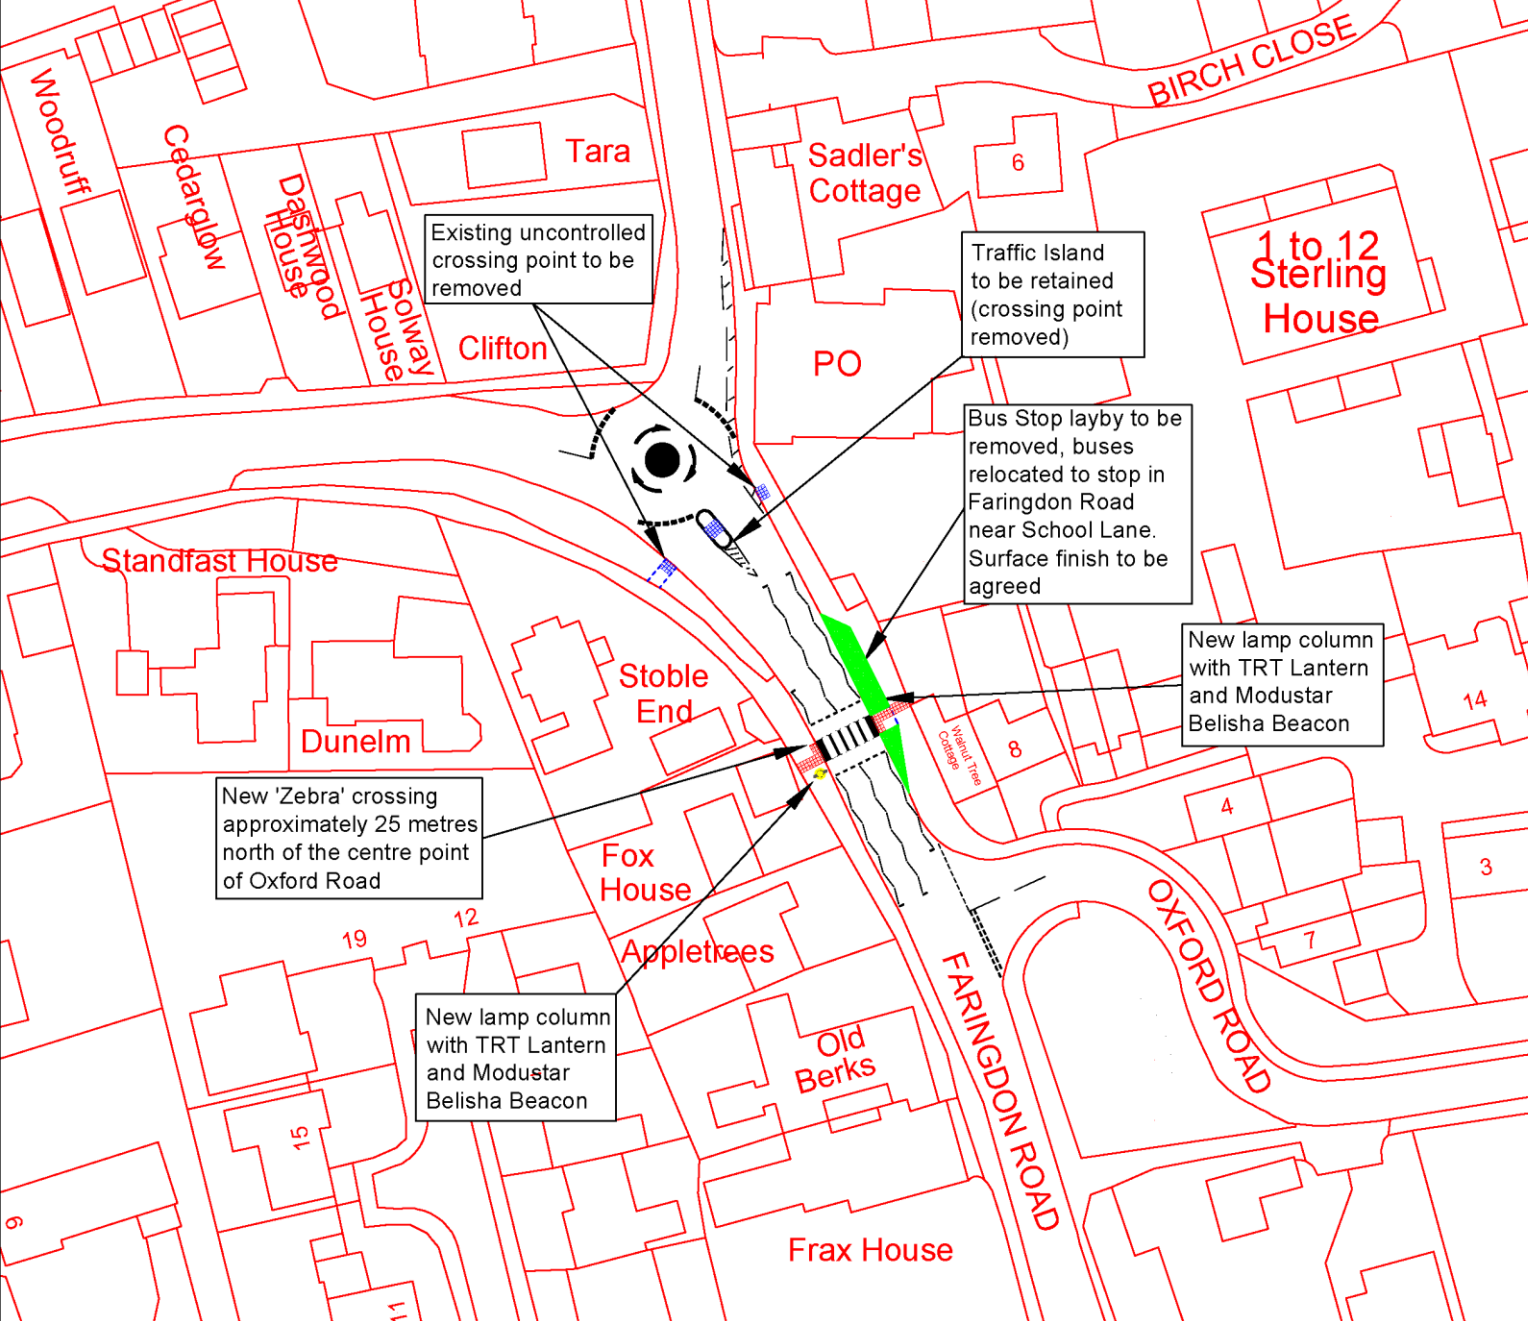 BIRCH CLOSE
Woodruff
Cedarglow
Dashwood
House
Solway
House
Tara
Sadler's
Cottage
6
1 to 12
Sterling
House
Existing uncontrolled
crossing point to be
removed
Traffic Island
to be retained
(crossing point
removed)
Clifton
PO
Bus Stop layby to be
removed, buses
relocated to stop in
Faringdon Road
near School Lane.
Surface finish to be
agreed
Standfast House
Stoble
End
Dunelm
New lamp column
with TRT Lantern
and Modustar
Belisha Beacon
14
Walnut Tree
Cottage
8
4
3
7
New 'Zebra' crossing
approximately 25 metres
north of the centre point
of Oxford Road
Fox
House
12
19
Appletrees
OXFORD ROAD
FARINGDON ROAD
New lamp column
with TRT Lantern
and Modustar
Belisha Beacon
Old
Berks
15
9
Frax House
11